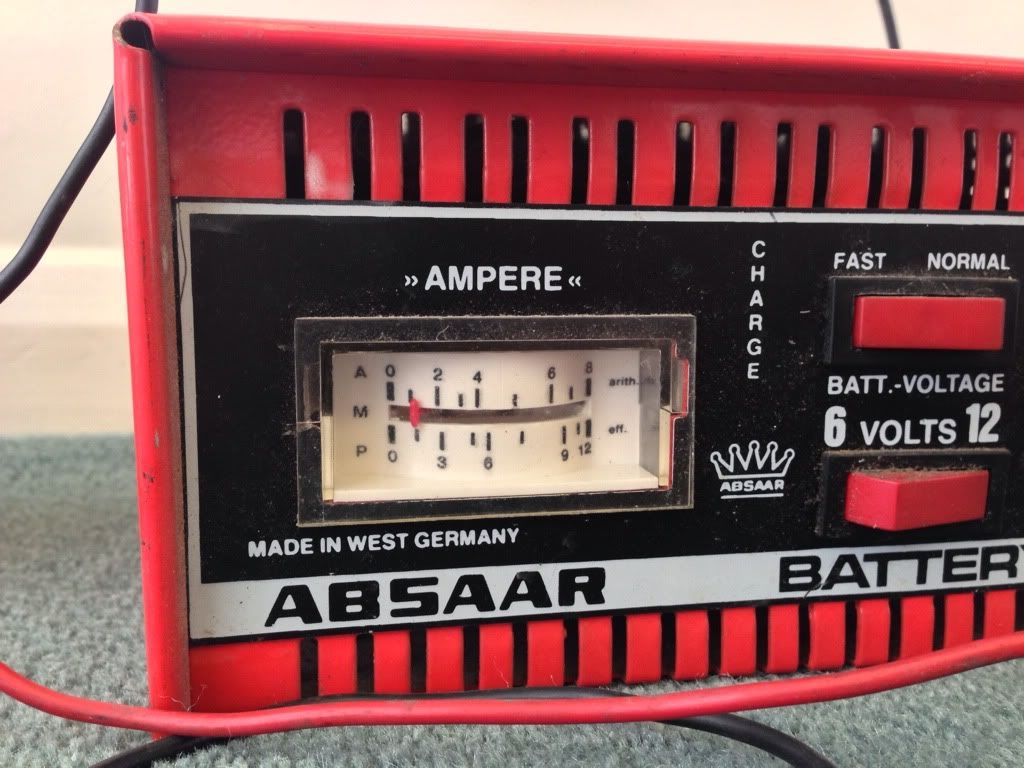 »AMPERE«
CHARGE
FAST NORMAL
A 0 2 4 6 8
M
P 0 3 6 9 12
arith.
eff.
BATT.-VOLTAGE
6 VOLTS 12
ABSAAR
MADE IN WEST GERMANY
ABSAAR BATTERY